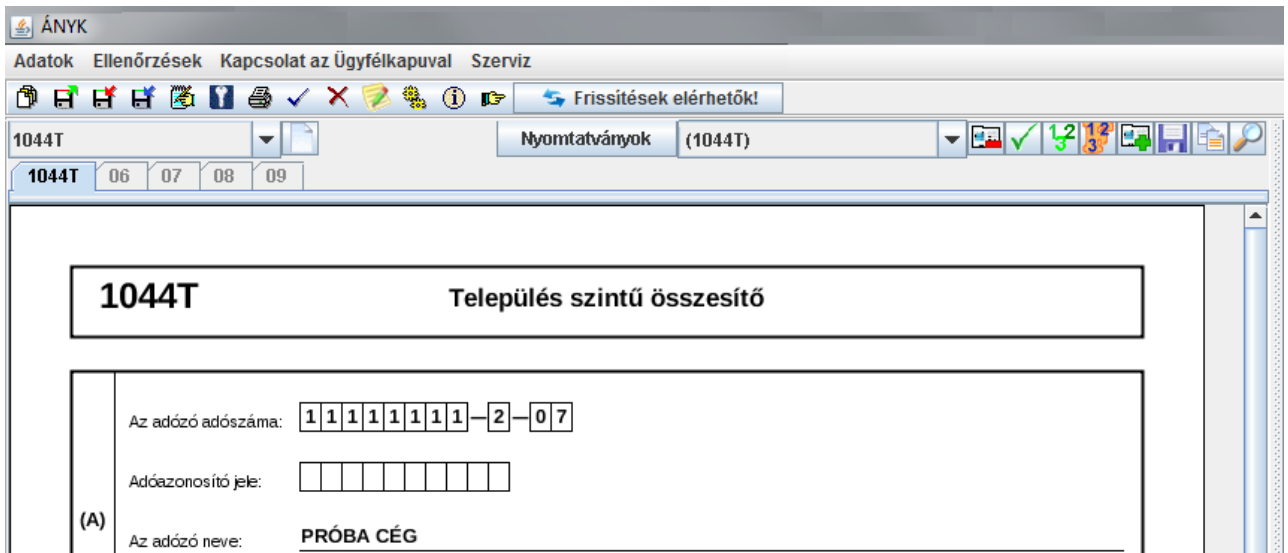 ÁNYK
Adatok Ellenőrzések Kapcsolat az Ügyfélkapuval Szerviz
Frissítések elérhetők!
1044T Nyomtatványok (1044T)
1044T 06 07 08 09
1044T Település szintű összesítő
Az adózó adószáma: 11111111-2-07
Adóazonosító jele:
(A)
Az adózó neve: PRÓBA CÉG